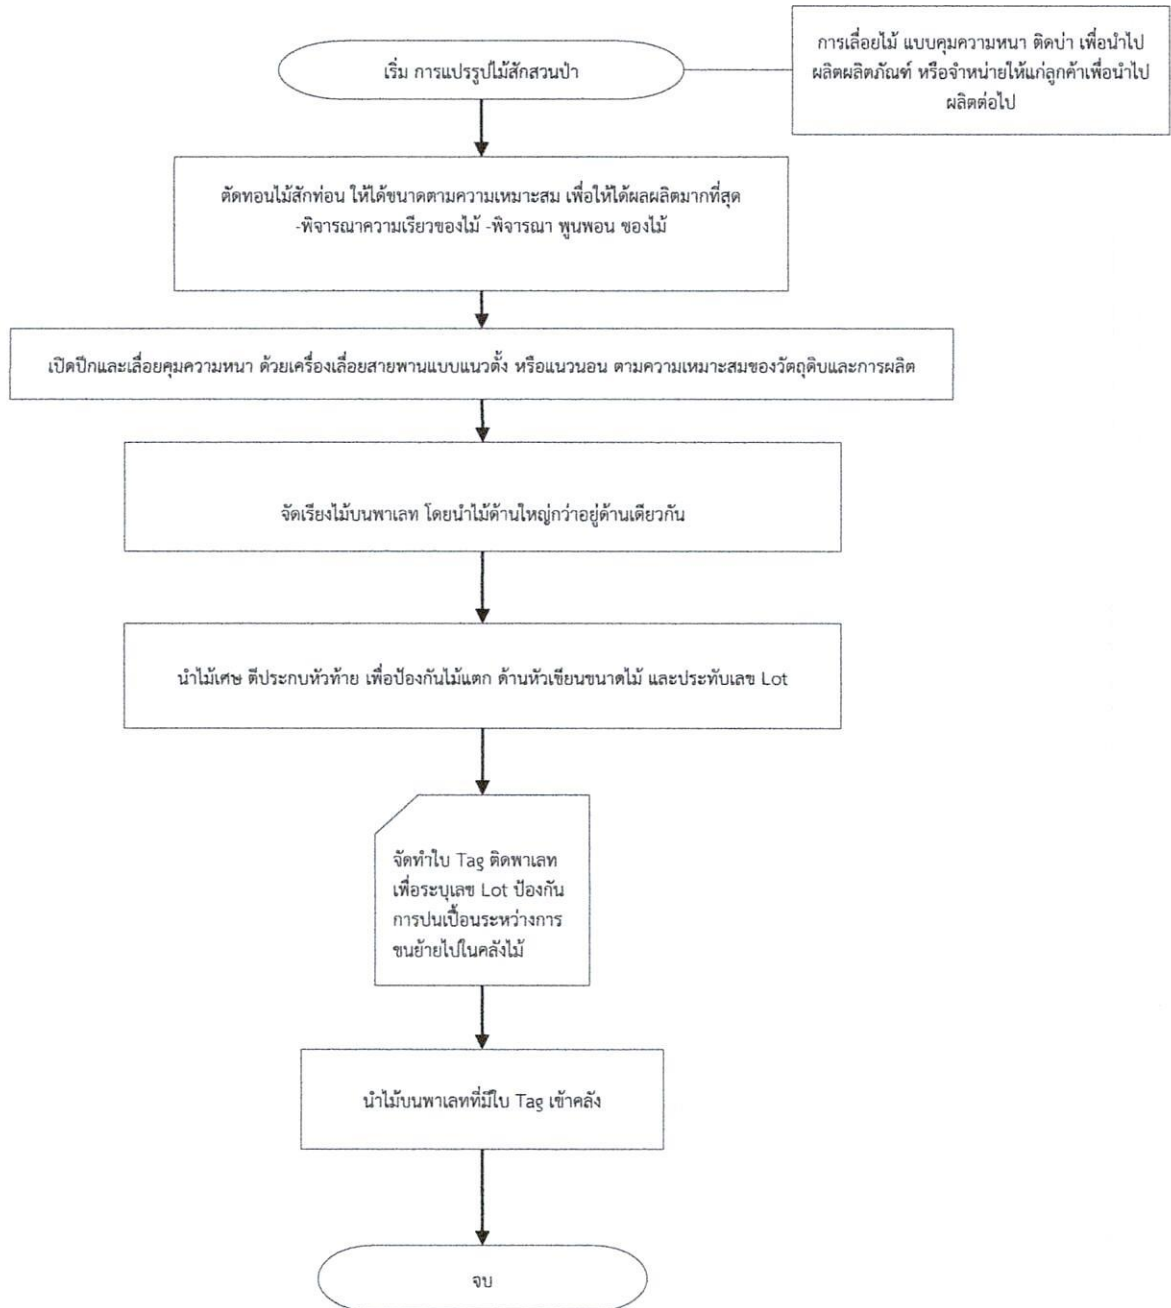 เริ่ม การแปรรูปไม้สักสวนป่า
การเลื่อยไม้ แบบคุมความหนา ติดบ่า เพื่อนำไป
ผลิตผลิตภัณฑ์ หรือจำหน่ายให้แก่ลูกค้าเพื่อนำไป
ผลิตต่อไป
ตัดทอนไม้สักท่อน ให้ได้ขนาดตามความเหมาะสม เพื่อให้ได้ผลผลิตมากที่สุด
-พิจารณาความเรียวของไม้ -พิจารณา พูนพอน ของไม้
เปิดปีกและเลื่อยคุมความหนา ด้วยเครื่องเลื่อยสายพานแบบแนวตั้ง หรือแนวนอน ตามความเหมาะสมของวัตถุดิบและการผลิต
จัดเรียงไม้บนพาเลท โดยนำไม้ด้านใหญ่กว่าอยู่ด้านเดียวกัน
นำไม้เศษ ตีประกบหัวท้าย เพื่อป้องกันไม้แตก ด้านหัวเขียนขนาดไม้ และประทับเลข Lot
จัดทำใบ Tag ติดพาเลท
เพื่อระบุเลข Lot ป้องกัน
การปนเปื้อนระหว่างการ
ขนย้ายไปในคลังไม้
นำไม้บนพาเลทที่มีใบ Tag เข้าคลัง
จบ